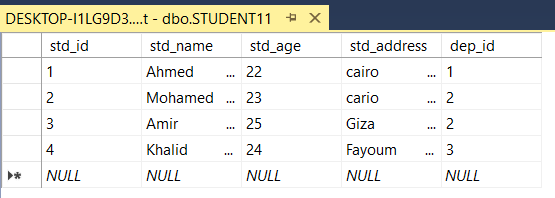 DESKTOP-I1LG9D3....t - dbo.STUDENT11
std_id std_name std_age std_address dep_id
1 Ahmed ... 22 cairo ... 1
2 Mohamed ... 23 cario ... 2
3 Amir ... 25 Giza ... 2
4 Khalid ... 24 Fayoum ... 3
NULL NULL NULL NULL NULL